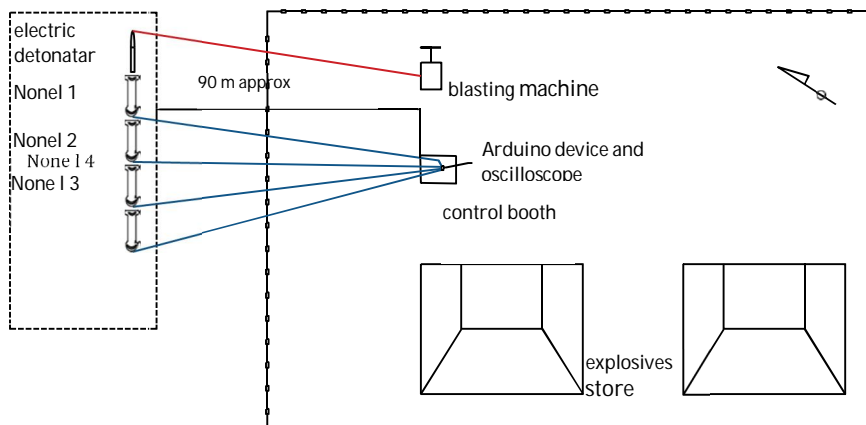 electric
detonatar
Nonel 1
90 m approx
blasting machine
Nonel 2
None l 4
None l 3
Arduino device and
oscilloscope
control booth
explosives
store